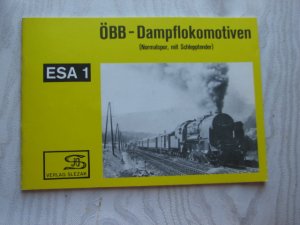 ÖBB - Dampflokomotiven
(Normalspur, mit Schlepptender)
ESA 1
VERLAG SLEZAK